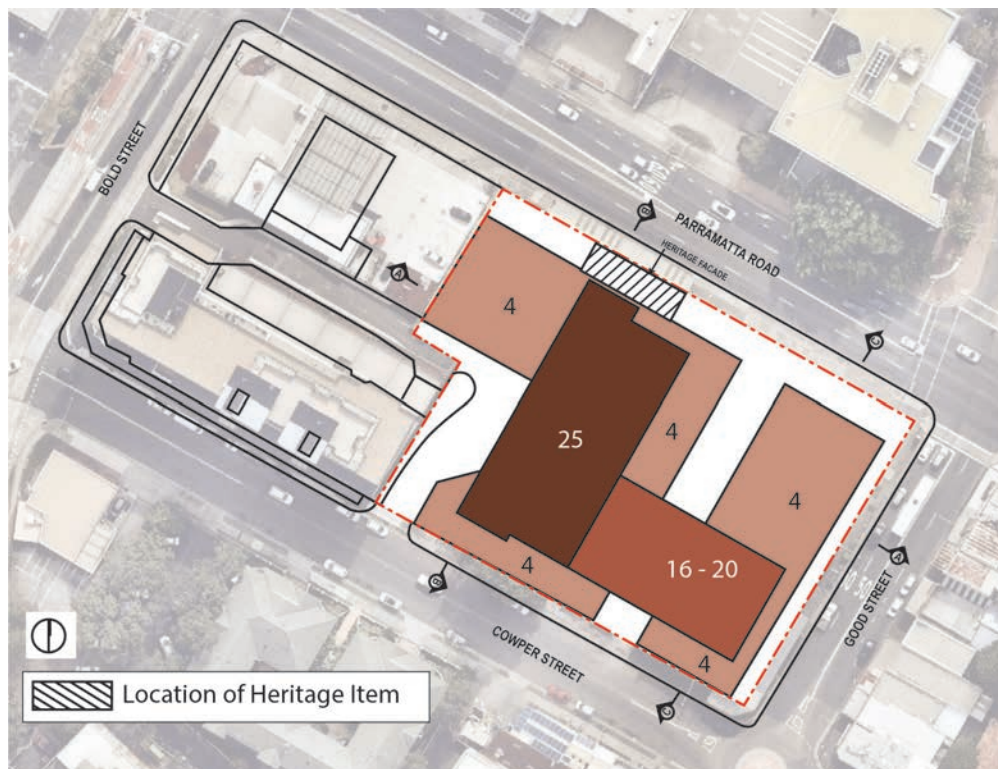 BOLD STREET
B
PARRAMATTA ROAD
HERITAGE FACADE
A
4
C
25
4
4
16 - 20
4
A
B
4
GOOD STREET
COWPER STREET
C
Location of Heritage Item